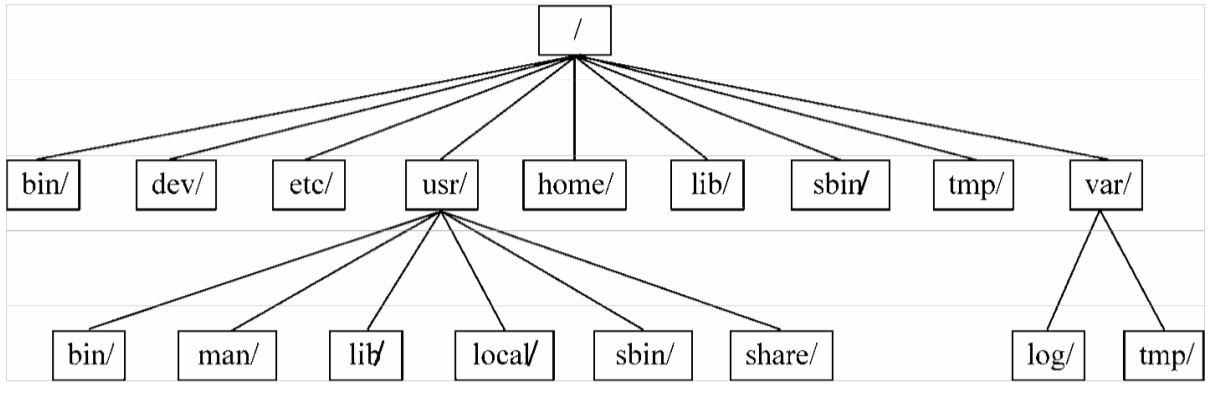 /
bin/ dev/ etc/ usr/ home/ lib/ sbin/ tmp/ var/
bin/ man/ lib/ local/ sbin/ share/ log/ tmp/